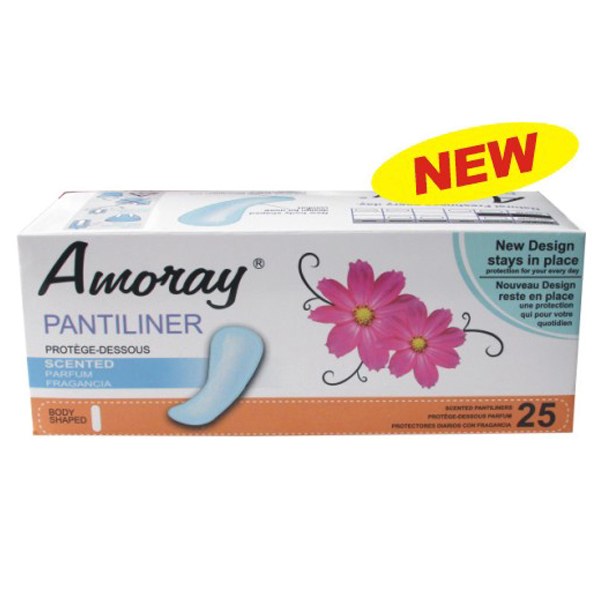 NEW
Amoray®
PANTILINER
PROTÈGE-DESSOUS
SCENTED
PARFUM
FRAGANCIA
BODY
SHAPED
New Design
stays in place
protection for your every day
Nouveau Design
reste en place
une protection
qui pour votre
quotidian
SCENTED PANTILINERS
PROTÈGE-DESSOUS PARFUM
PROTECTORES DIARIOS CON FRAGANCIA
25